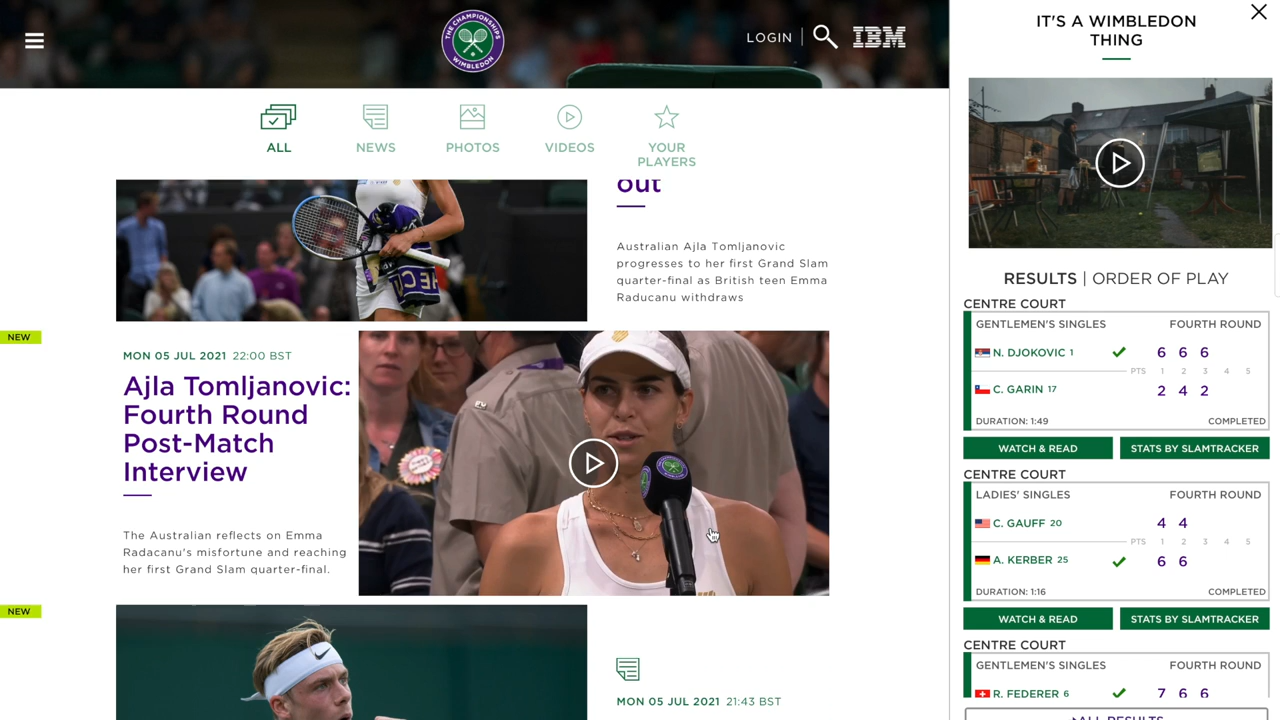 THE CHAMPIONSHIPS
WIMBLEDON
LOGIN
IBM
ALL
NEWS
PHOTOS
VIDEOS
YOUR
PLAYERS
out
Australian Ajla Tomljanovic
progresses to her first Grand Slam
quarter-final as British teen Emma
Raducanu withdraws
NEW
MON 05 JUL 2021 22:00 BST
Ajla Tomljanovic:
Fourth Round
Post-Match
Interview
The Australian reflects on Emma
Radacanu's misfortune and reaching
her first Grand Slam quarter-final.
NEW
MON 05 JUL 2021 21:43 BST
IT'S A WIMBLEDON
THING
RESULTS | ORDER OF PLAY
CENTRE COURT
GENTLEMEN'S SINGLES FOURTH ROUND
N. DJOKOVIC 1 6 6 6
PTS 1 2 3 4 5
C. GARIN 17 2 4 2
DURATION: 1:49 COMPLETED
WATCH & READ STATS BY SLAMTRACKER
CENTRE COURT
LADIES' SINGLES FOURTH ROUND
C. GAUFF 20 4 4
PTS 1 2 3 4 5
A. KERBER 25 6 6
DURATION: 1:16 COMPLETED
WATCH & READ STATS BY SLAMTRACKER
CENTRE COURT
GENTLEMEN'S SINGLES FOURTH ROUND
R. FEDERER 6 7 6 6
ALL RESULTS